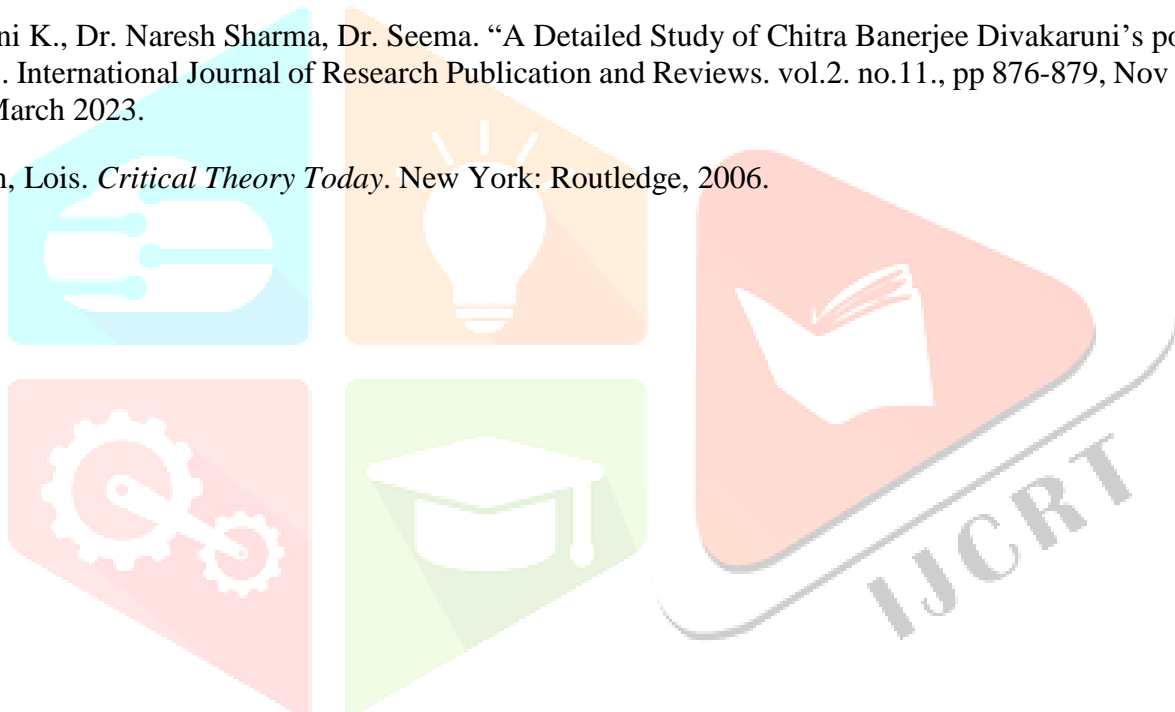 ni K., Dr. Naresh Sharma, Dr. Seema. “A Detailed Study of Chitra Banerjee Divakaruni’s po
. International Journal of Research Publication and Reviews. vol.2. no.11., pp 876-879, Nov
March 2023.
n, Lois. Critical Theory Today. New York: Routledge, 2006.
IJCRT